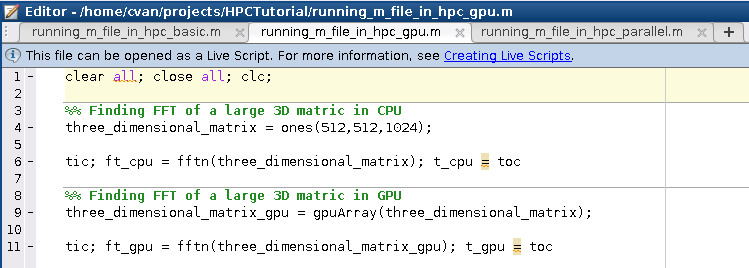 Editor - /home/cvan/projects/HPCTutorial/running_m_file_in_hpc_gpu.m
running_m_file_in_hpc_basic.m × running_m_file_in_hpc_gpu.m × running_m_file_in_hpc_parallel.m × +
This file can be opened as a Live Script. For more information, see Creating Live Scripts.
1 - clear all; close all; clc;
2
3 %% Finding FFT of a large 3D matric in CPU
4 - three_dimensional_matrix = ones(512,512,1024);
5
6 - tic; ft_cpu = fftn(three_dimensional_matrix); t_cpu = toc
7
8 %% Finding FFT of a large 3D matric in GPU
9 - three_dimensional_matrix_gpu = gpuArray(three_dimensional_matrix);
10
11 - tic; ft_gpu = fftn(three_dimensional_matrix_gpu); t_gpu = toc